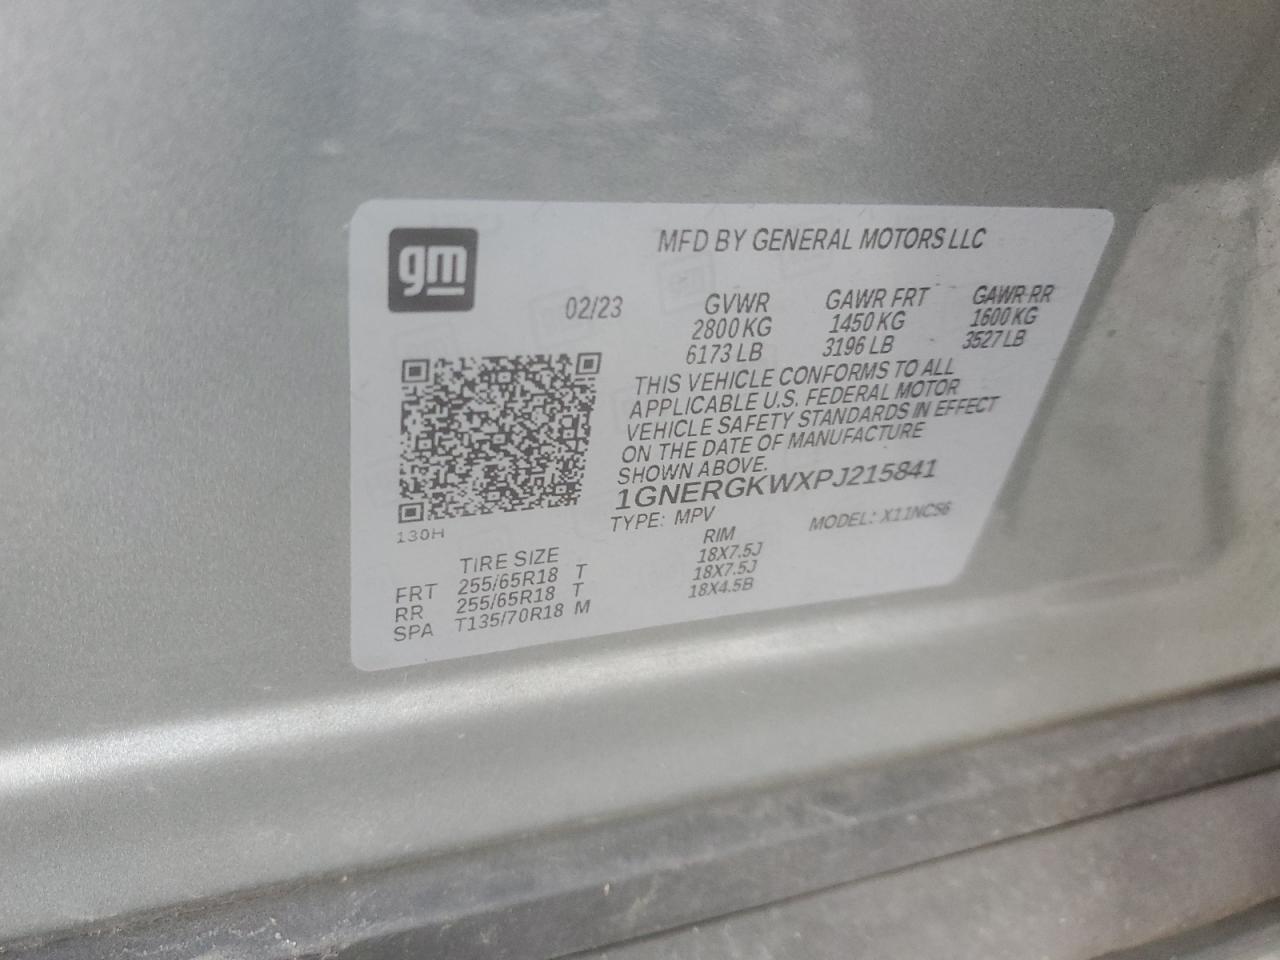 gm
MFD BY GENERAL MOTORS LLC
02/23 GVWR GAWR FRT GAWR RR
2800 KG 1450 KG 1600 KG
6173 LB 3196 LB 3527 LB
THIS VEHICLE CONFORMS TO ALL
APPLICABLE U.S. FEDERAL MOTOR
VEHICLE SAFETY STANDARDS IN EFFECT
ON THE DATE OF MANUFACTURE
SHOWN ABOVE.
1GNERGKWXPJ215841
TYPE: MPV MODEL: X11NCS6
130H
TIRE SIZE RIM
FRT 255/65R18 T 18X7.5J
RR 255/65R18 T 18X7.5J
SPA T135/70R18 M 18X4.5B